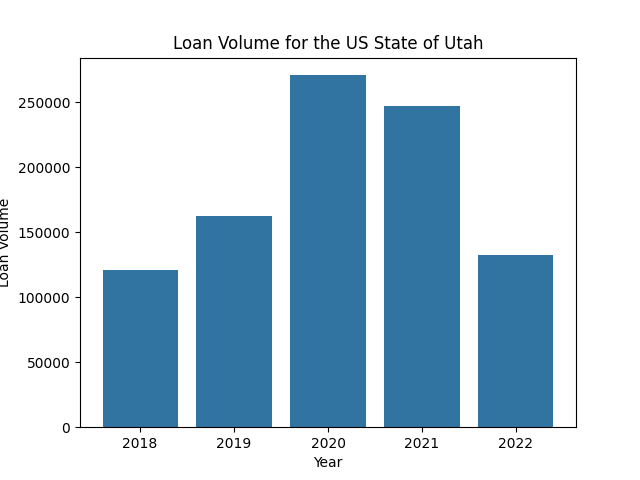 Loan Volume for the US State of Utah
250000
200000
150000
100000
50000
0
Loan Volume
2018 2019 2020 2021 2022
Year